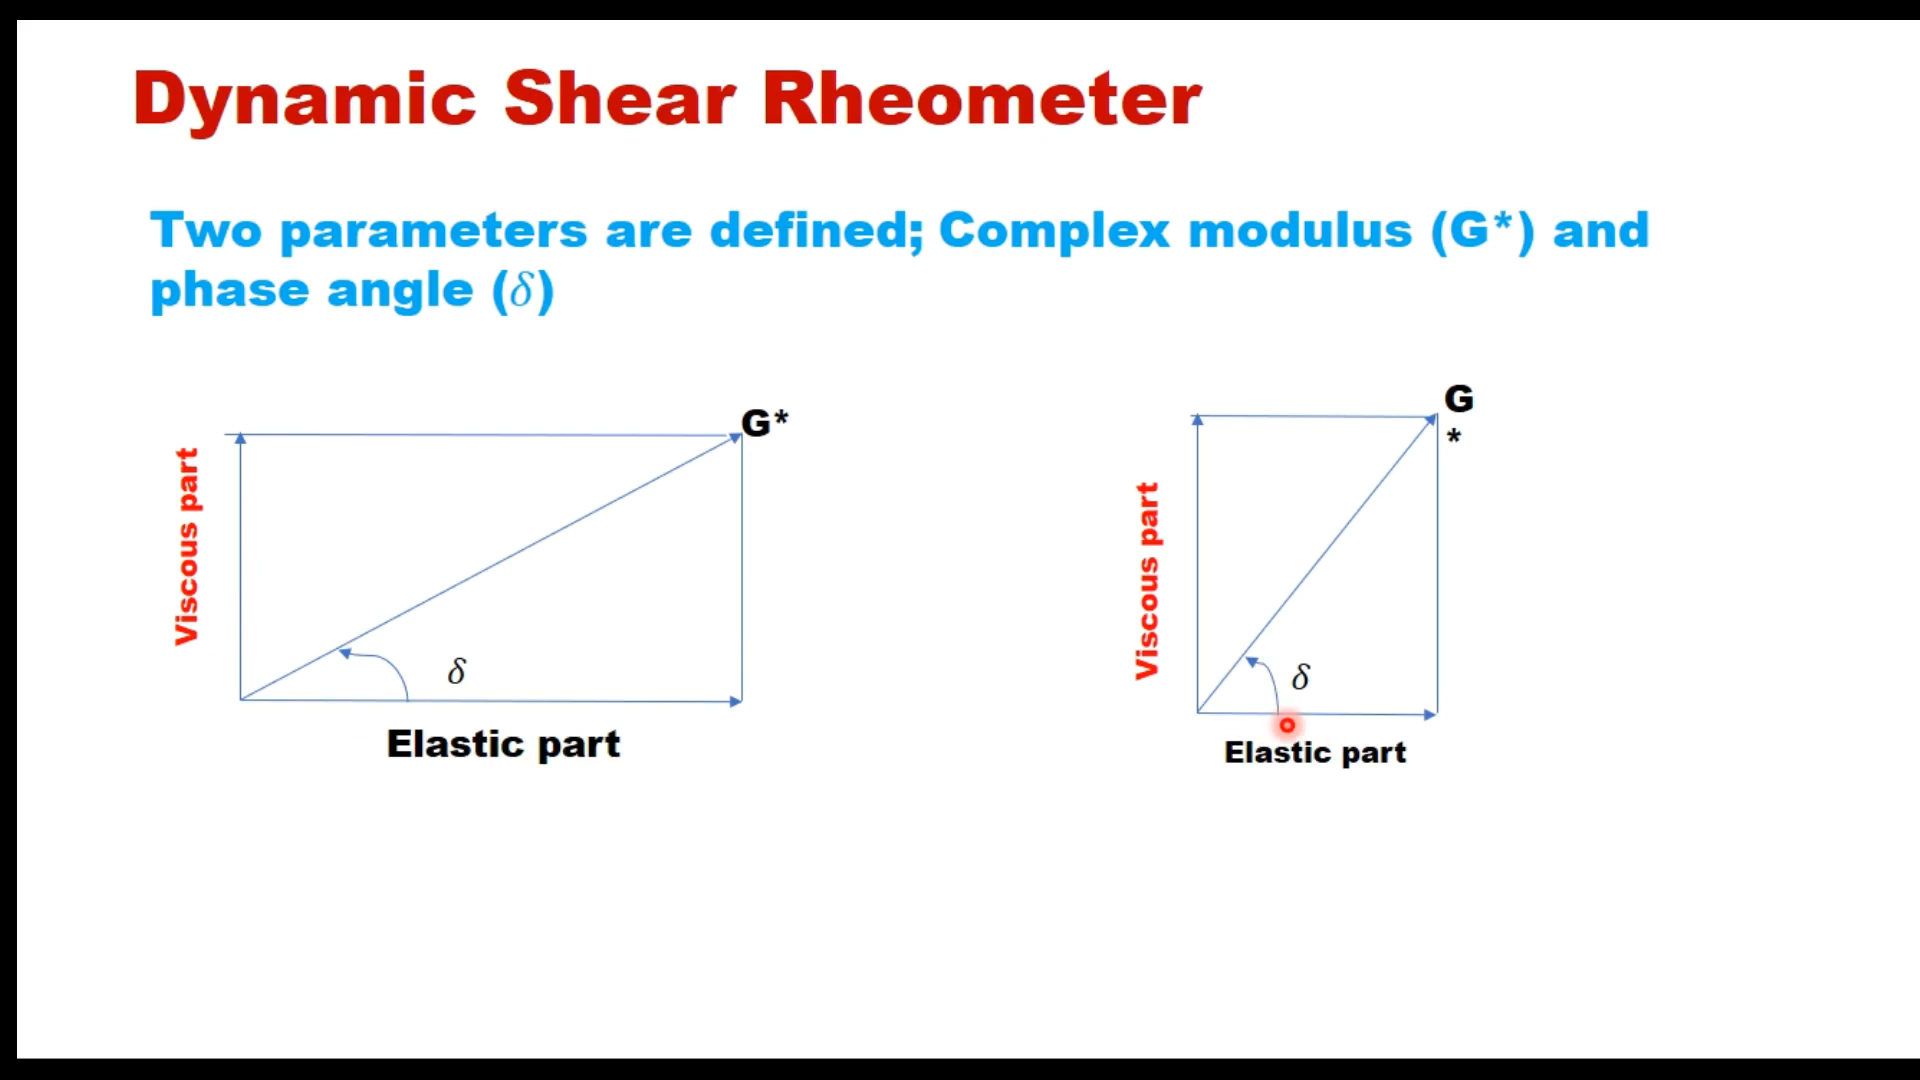 Dynamic Shear Rheometer
Two parameters are defined; Complex modulus (G*) and
phase angle (δ)
G*
Viscous part
δ
Elastic part
G
*
Viscous part
δ
Elastic part